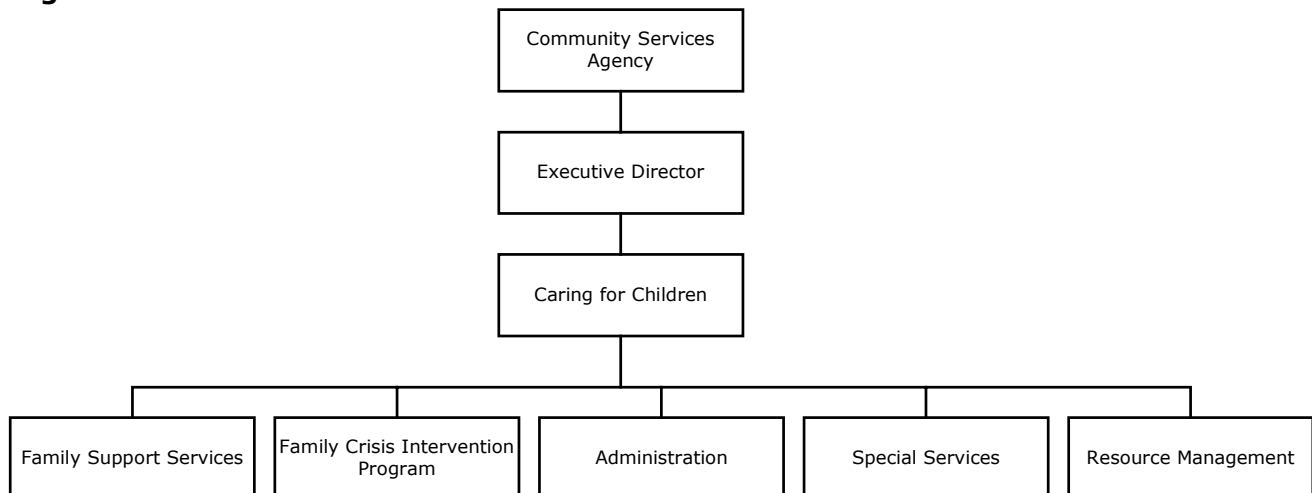 Community Services
Agency
Executive Director
Caring for Children
Family Support Services
Family Crisis Intervention
Program
Administration
Special Services
Resource Management